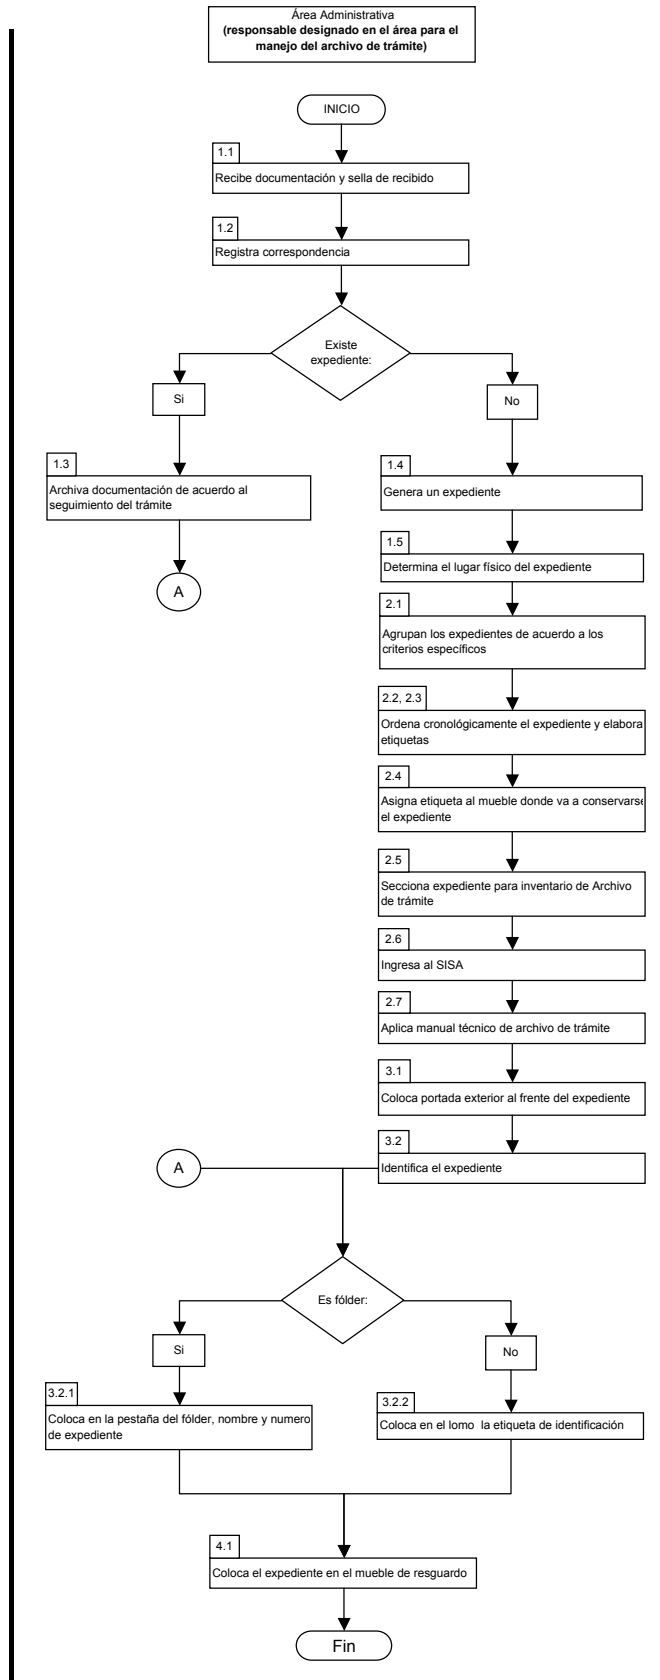 Área Administrativa
(responsable designado en el área para el
manejo del archivo de trámite)
INICIO
1.1
Recibe documentación y sella de recibido
1.2
Registra correspondencia
Existe
expediente:
Si
No
1.3
Archiva documentación de acuerdo al
seguimiento del trámite
A
1.4
Genera un expediente
1.5
Determina el lugar físico del expediente
2.1
Agrupan los expedientes de acuerdo a los
criterios específicos
2.2, 2.3
Ordena cronológicamente el expediente y elabora
etiquetas
2.4
Asigna etiqueta al mueble donde va a conservarse
el expediente
2.5
Secciona expediente para inventario de Archivo
de trámite
2.6
Ingresa al SISA
2.7
Aplica manual técnico de archivo de trámite
3.1
Coloca portada exterior al frente del expediente
3.2
Identifica el expediente
A
Es fólder:
Si
No
3.2.1
Coloca en la pestaña del fólder, nombre y numero
de expediente
3.2.2
Coloca en el lomo la etiqueta de identificación
4.1
Coloca el expediente en el mueble de resguardo
Fin